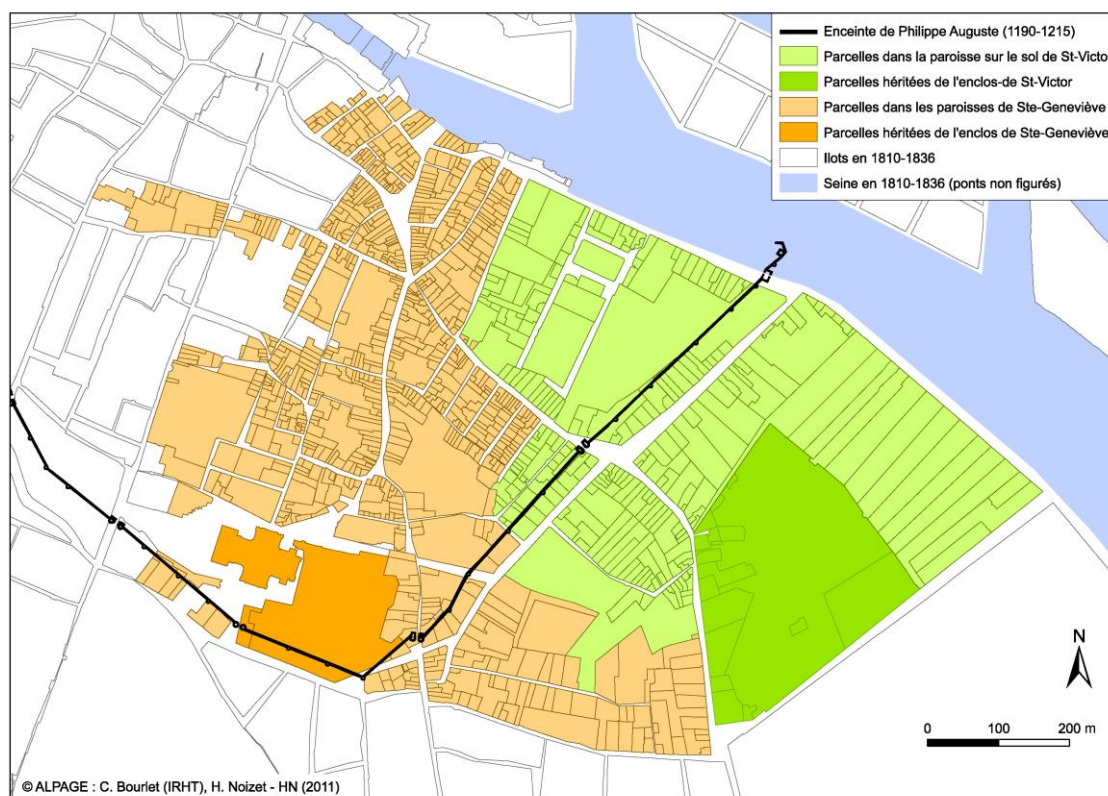 Enceinte de Philippe Auguste (1190-1215)
Parcelles dans la paroisse sur le sol de St-Victo
Parcelles héritées de l'enclos-de St-Victor
Parcelles dans les paroisses de Ste-Geneviève
Parcelles héritées de l'enclos de Ste-Geneviève
Ilots en 1810-1836
Seine en 1810-1836 (ponts non figurés)
N
0 100 200 m
© ALPAGE : C. Bourlet (IRHT), H. Noizet - HN (2011)